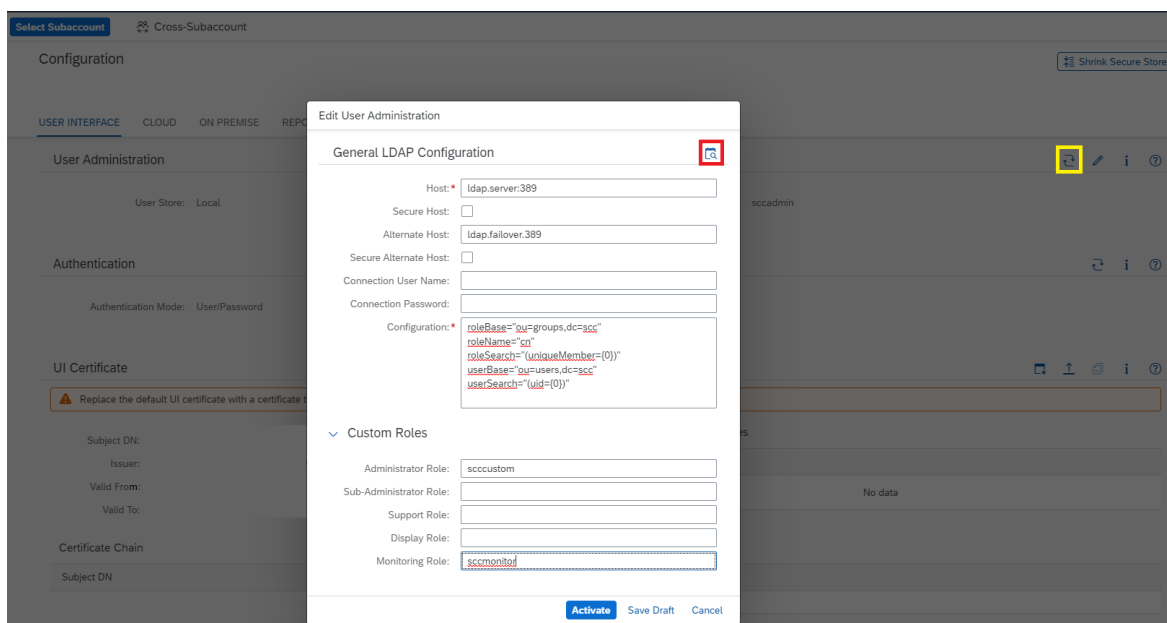 Select Subaccount
Cross-Subaccount
Configuration
Shrink Secure Store
USER INTERFACE
CLOUD
ON PREMISE
REPO
Edit User Administration
User Administration
General LDAP Configuration
User Store: Local
sccadmin
Host:* ldap.server:389
Secure Host:
Alternate Host: ldap.failover.389
Secure Alternate Host:
Connection User Name:
Connection Password:
Configuration:* roleBase="ou=groups,dc=scc"
roleName="cn"
roleSearch="(uniqueMember={0})"
userBase="ou=users,dc=scc"
userSearch="(uid={0})"
Authentication
Authentication Mode: User/Password
UI Certificate
Replace the default UI certificate with a certificate t
Custom Roles
Subject DN:
Issuer:
Valid From:
Valid To:
es
No data
Administrator Role: scccustom
Sub-Administrator Role:
Support Role:
Display Role:
Monitoring Role: sccmonitor
Certificate Chain
Subject DN
Activate
Save Draft
Cancel